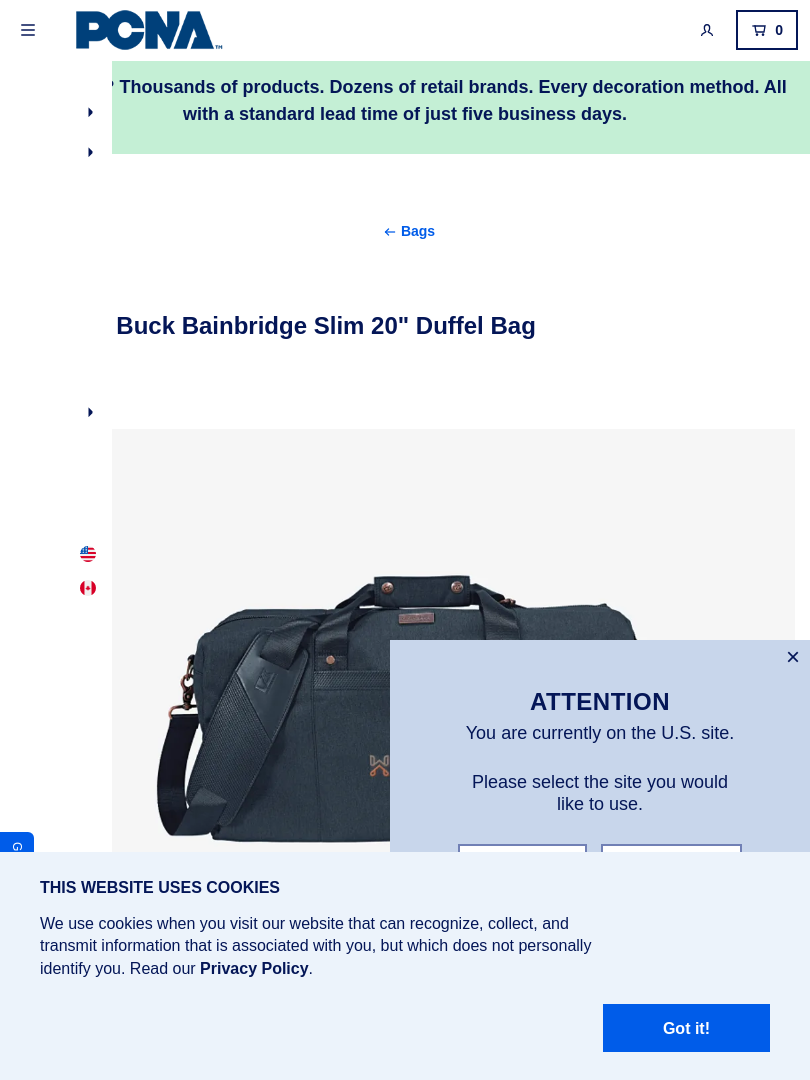 PCNA™
0
? Thousands of products. Dozens of retail brands. Every decoration method. All
with a standard lead time of just five business days.
Bags
Buck Bainbridge Slim 20" Duffel Bag
ATTENTION
You are currently on the U.S. site.
Please select the site you would
like to use.
G
THIS WEBSITE USES COOKIES
We use cookies when you visit our website that can recognize, collect, and
transmit information that is associated with you, but which does not personally
identify you. Read our Privacy Policy.
Got it!